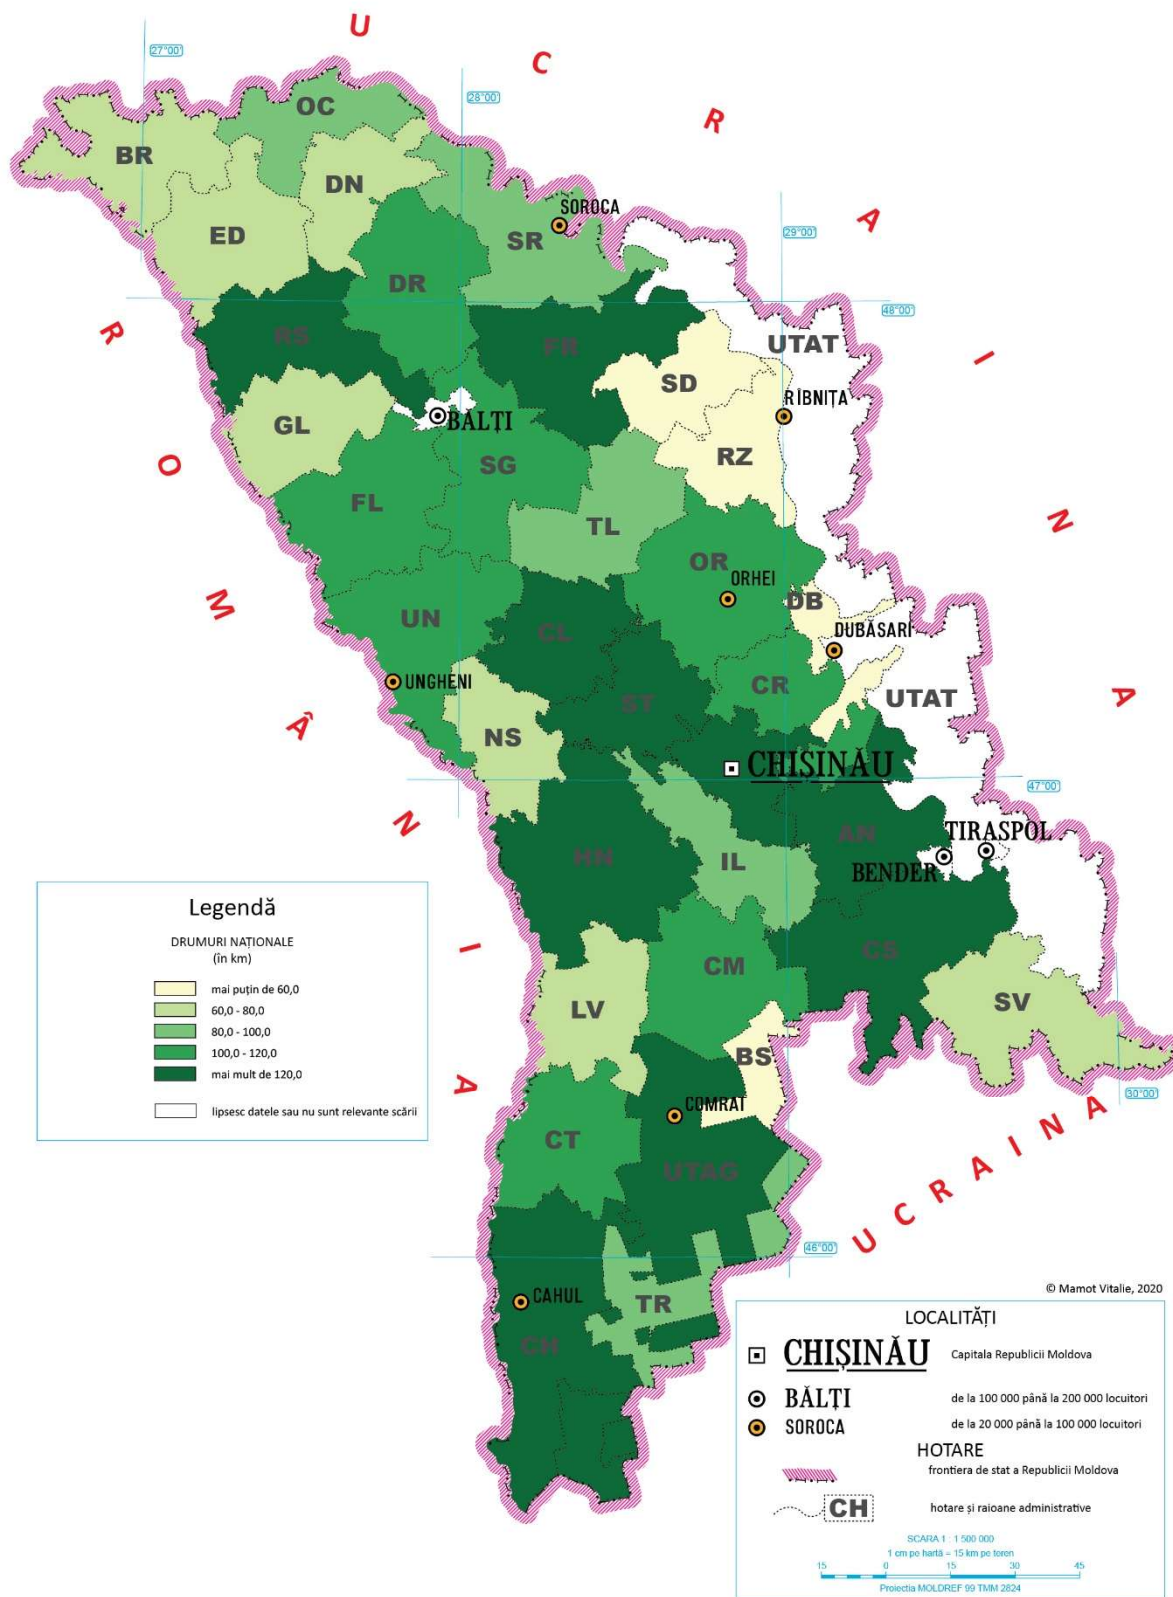 U C R A I N A
27°00'
28°00'
OC
BR
DN
ED
SOROCA
SR
29°00'
DR
48°00'
RS
FR
UTAT
SD
RÎBNIȚA
GL
BĂLȚI
RZ
SG
FL
TL
OR
ORHEI
DB
UN
CL
DUBĂSARI
UNGHENI
CR
UTAT
ST
NS
CHIȘINĂU
47°00'
TIRASPOL
AN
HN
IL
BENDER
CS
CM
LV
SV
BS
30°00'
COMRAT
CT
UTAG
46°00'
CAHUL
TR
CH
R O M Â N I A
U C R A I N A
Legendă
DRUMURI NAȚIONALE
(în km)
mai puțin de 60,0
60,0 - 80,0
80,0 - 100,0
100,0 - 120,0
mai mult de 120,0
lipsesc datele sau nu sunt relevante scării
© Mamot Vitalie, 2020
LOCALITĂȚI
CHIȘINĂU Capitala Republicii Moldova
BĂLȚI de la 100 000 până la 200 000 locuitori
SOROCA de la 20 000 până la 100 000 locuitori
HOTARE
frontiera de stat a Republicii Moldova
CH hotare și raioane administrative
SCARA 1 : 1 500 000
1 cm pe hartă = 15 km pe teren
15 0 15 30 45
Proiectia MOLDREF 99 TMM 2824